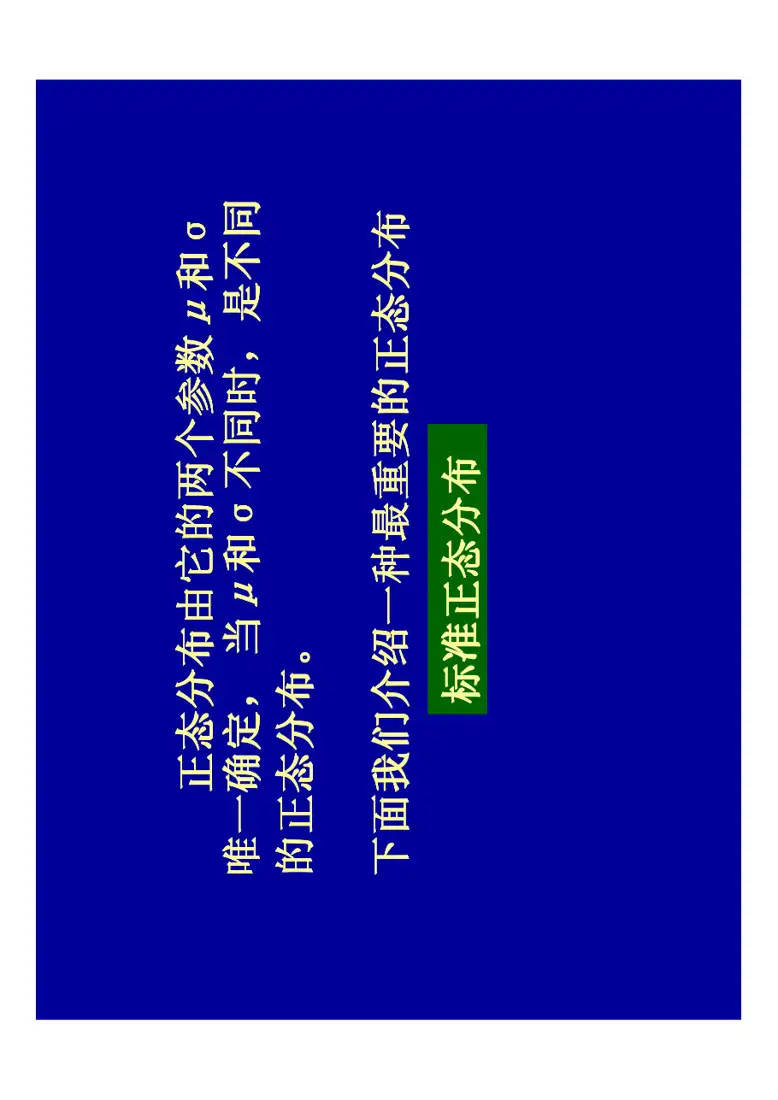 正态分布由它的两个参数μ和σ
唯一确定，当μ和σ不同时，是不同
的正态分布。
下面我们介绍一种最重要的正态分布
标准正态分布